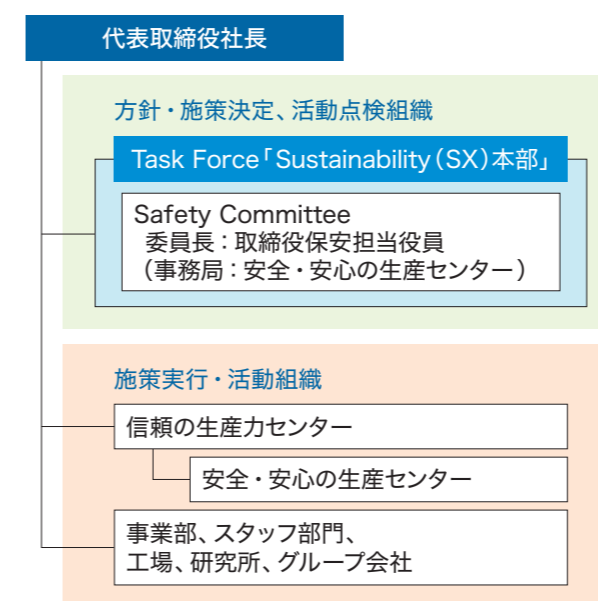 代表取締役社長
方針・施策決定、活動点検組織
Task Force「Sustainability(SX)本部」
Safety Committee
委員長：取締役保安担当役員
（事務局：安全・安心の生産センター）
施策実行・活動組織
信頼の生産力センター
安全・安心の生産センター
事業部、スタッフ部門、
工場、研究所、グループ会社